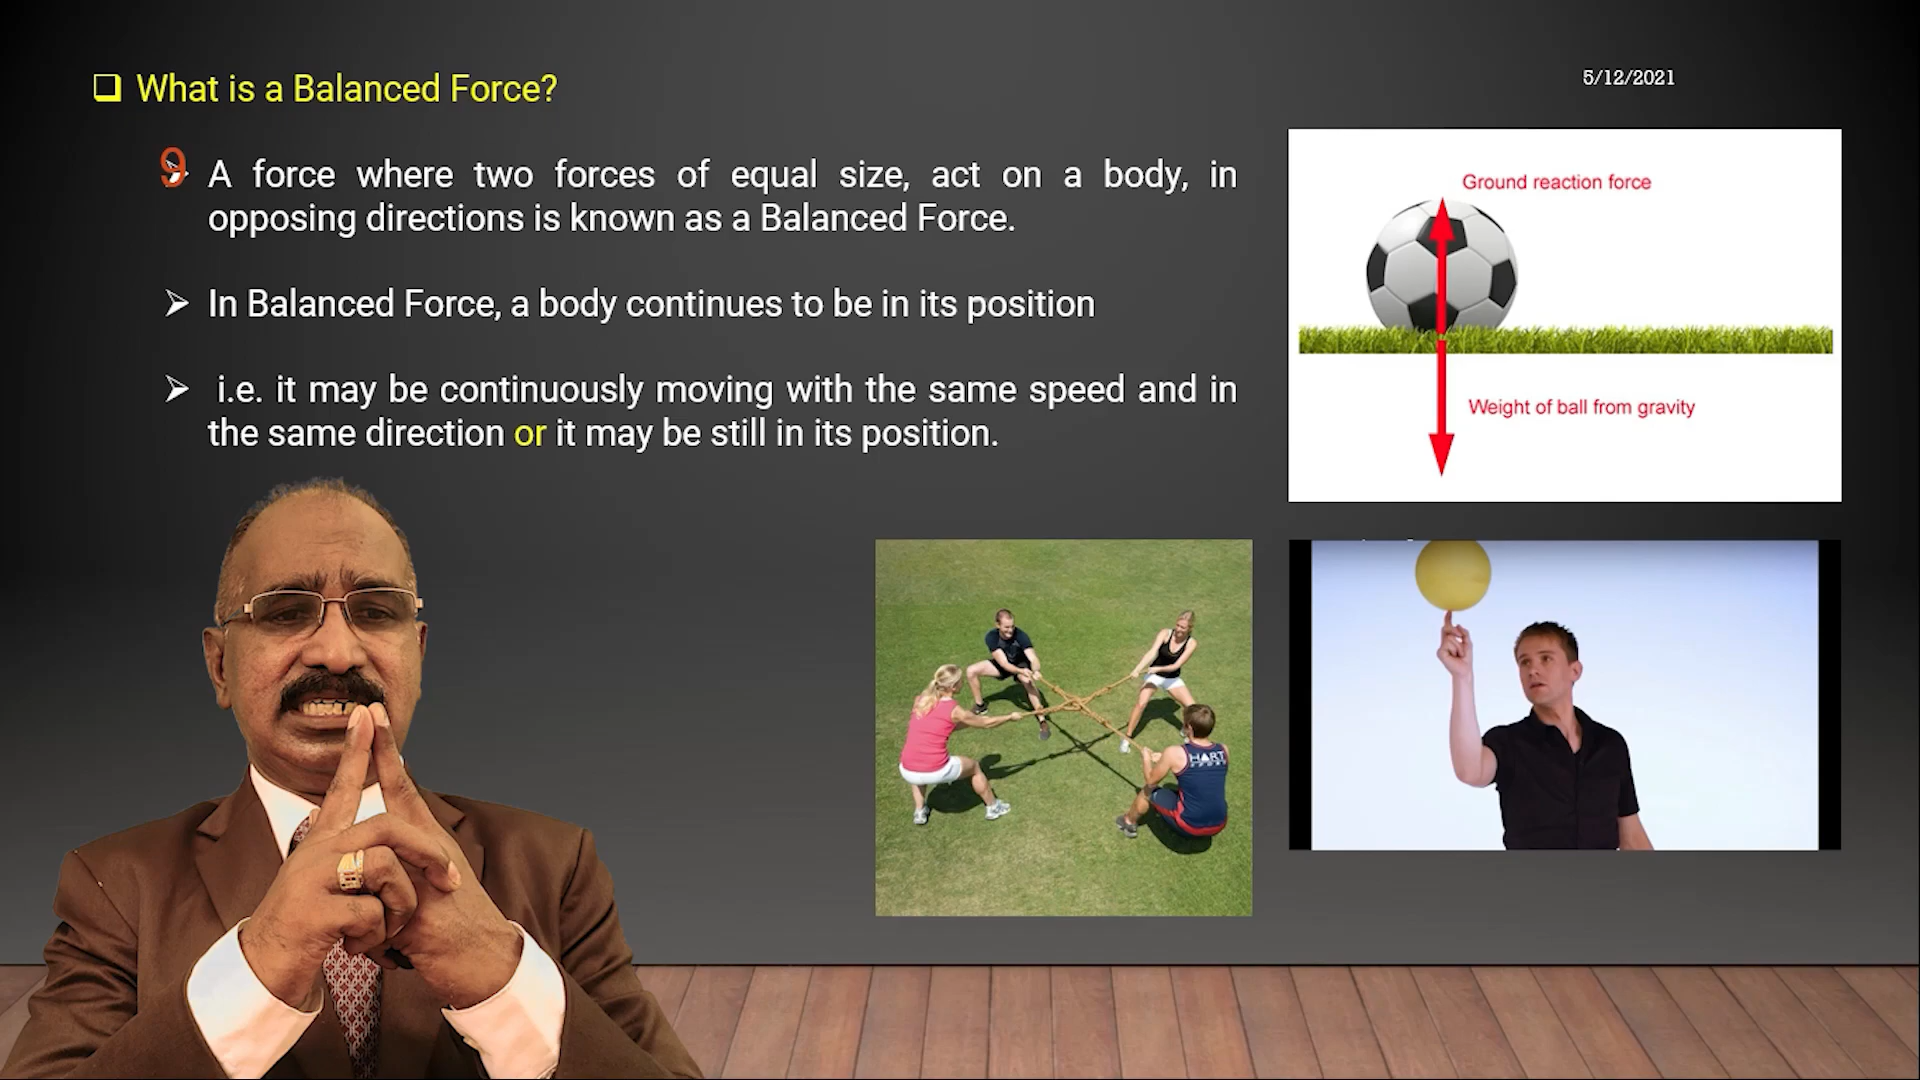 What is a Balanced Force?
5/12/2021
9
A force where two forces of equal size, act on a body, in
opposing directions is known as a Balanced Force.
In Balanced Force, a body continues to be in its position
i.e. it may be continuously moving with the same speed and in
the same direction or it may be still in its position.
Ground reaction force
Weight of ball from gravity
HART
SPORT